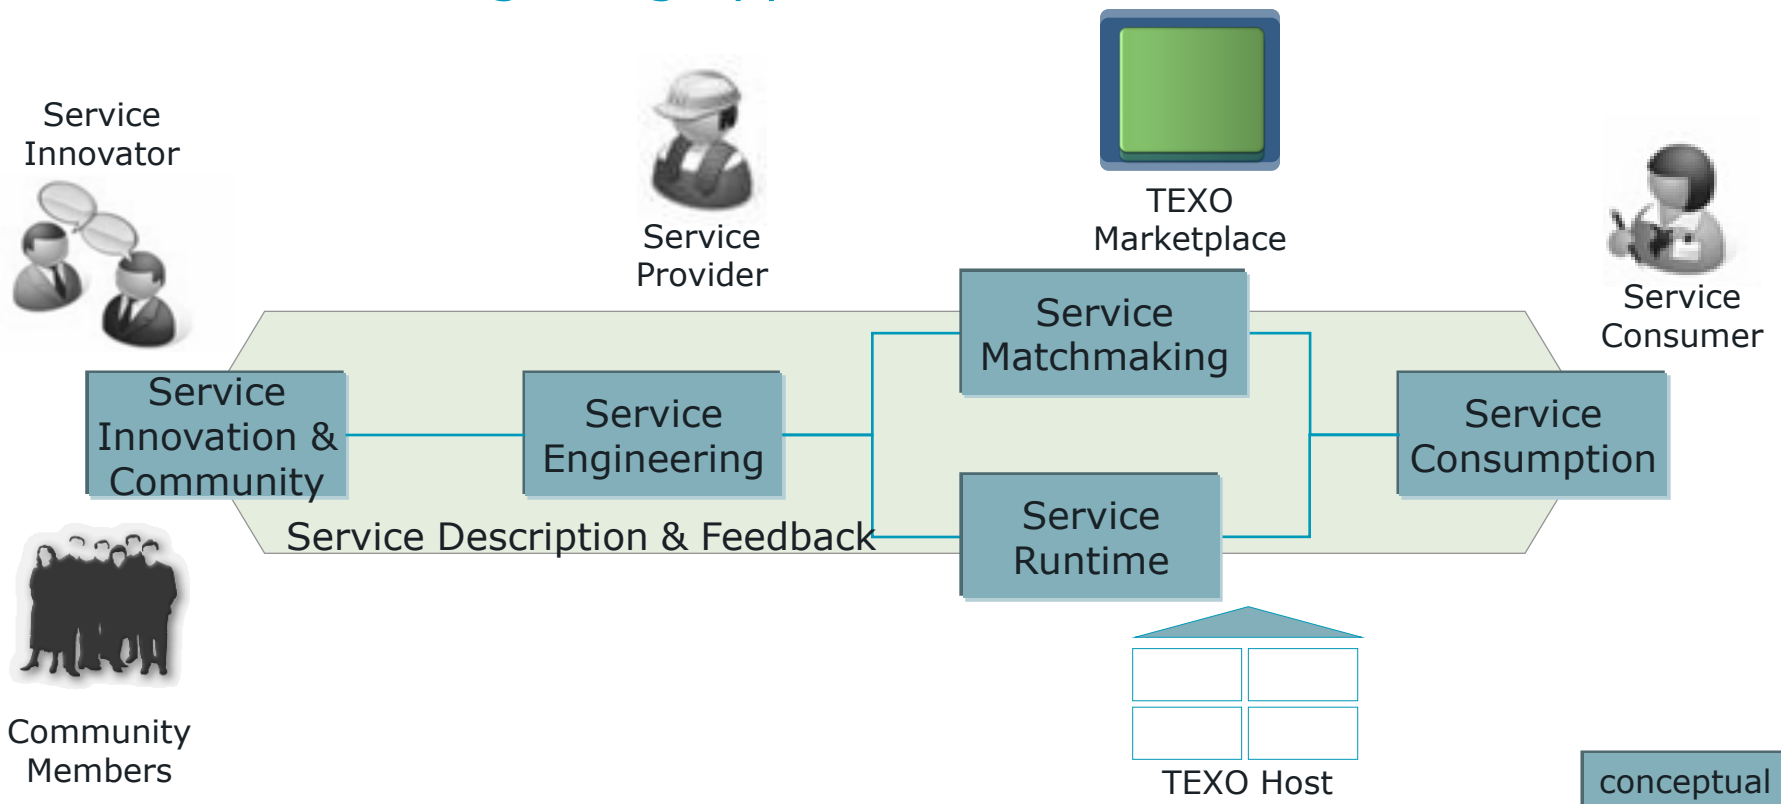 Service
Innovator
Service
Provider
TEXO
Marketplace
Service
Consumer
Service
Innovation &
Community
Service
Engineering
Service
Matchmaking
Service
Runtime
Service
Consumption
Service Description & Feedback
Community
Members
TEXO Host
conceptual